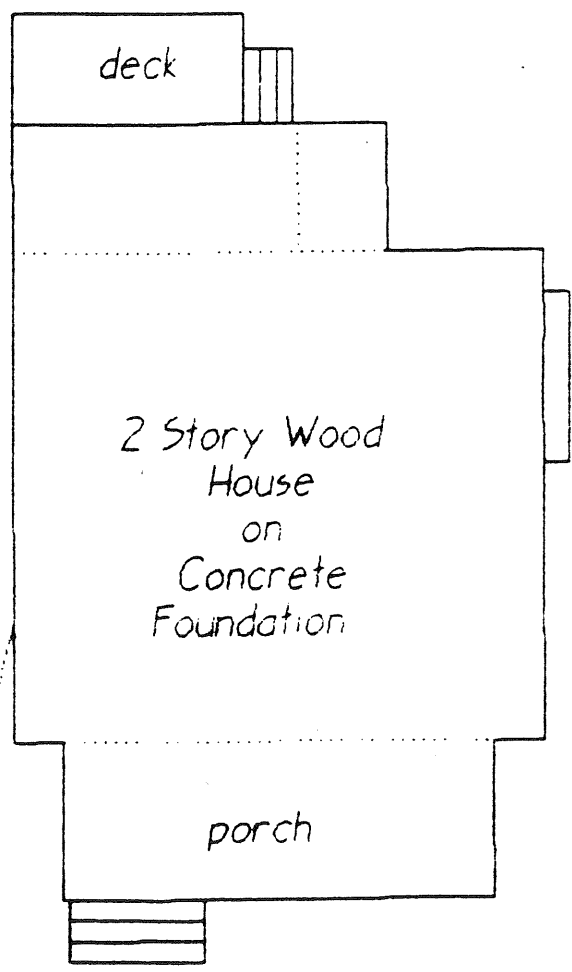 deck
2 Story Wood
House
on
Concrete
Foundation
porch